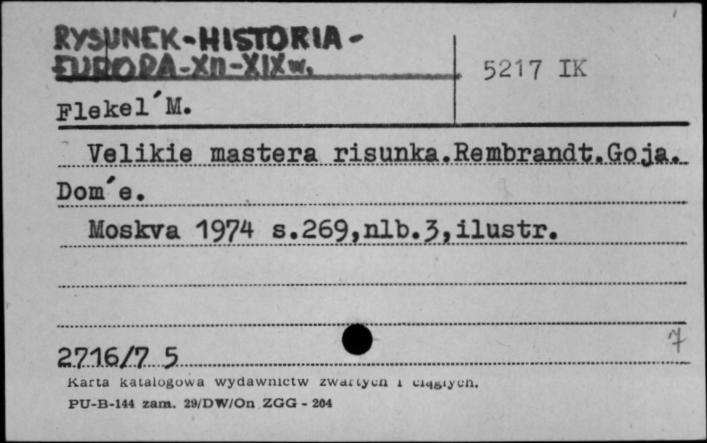 RYSUNEK-HISTORIA-
EUROPA-XII-XIXw.
5217 IK
Flekel´M.
Velikie mastera risunka.Rembrandt.Goja.
Dom´e.
Moskva 1974 s.269,nlb.3,ilustr.
7
2716/7 5
Karta katalogowa wydawnictw zwartych i ciągłych.
PU-B-144 zam. 29/DW/On ZGG - 204